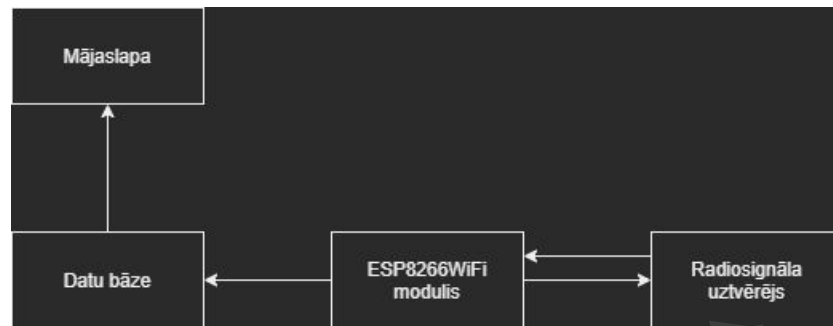 Mājaslapa
Datu bāze
ESP8266WiFi
modulis
Radiosignāla
uztvērējs